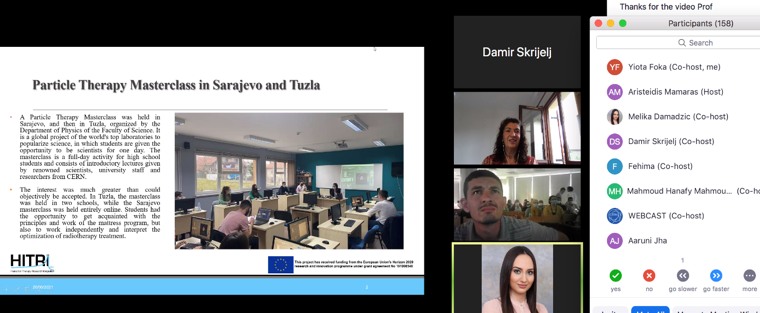 Thanks for the video Prof
Participants (158)
Search
Particle Therapy Masterclass in Sarajevo and Tuzla
A Particle Therapy Masterclass was held in
Sarajevo, and then in Tuzla, organized by the
Department of Physics of the Faculty of Science. It
is a global project of the world's top laboratories to
popularize science, in which students are given the
opportunity to be scientists for one day. The
masterclass is a full-day activity for high school
students and consists of introductory lectures given
by renowned scientists, university staff and
researchers from CERN.
The interest was much greater than could
objectively be accepted. In Tuzla, the masterclass
was held in two schools, while the Sarajevo
masterclass was held entirely online. Students had
the opportunity to get acquainted with the
principles and work of the mattress program, but
also to work independently and interpret the
optimization of radiotherapy treatment.
HITRI
This project has received funding from the European Union's Horizon 2020
research and innovation programme under grant agreement No
2
Damir Skrijelj
YF Yiota Foka (Co-host, me)
AM Aristeidis Mamaras (Host)
Melika Damadzic (Co-host)
DS Damir Skrijelj (Co-host)
F Fehima (Co-host)
MH Mahmoud Hanafy Mahmou... (Co-ho
WEBCAST (Co-host)
AJ Aaruni Jha
1
yes no go slower go faster more